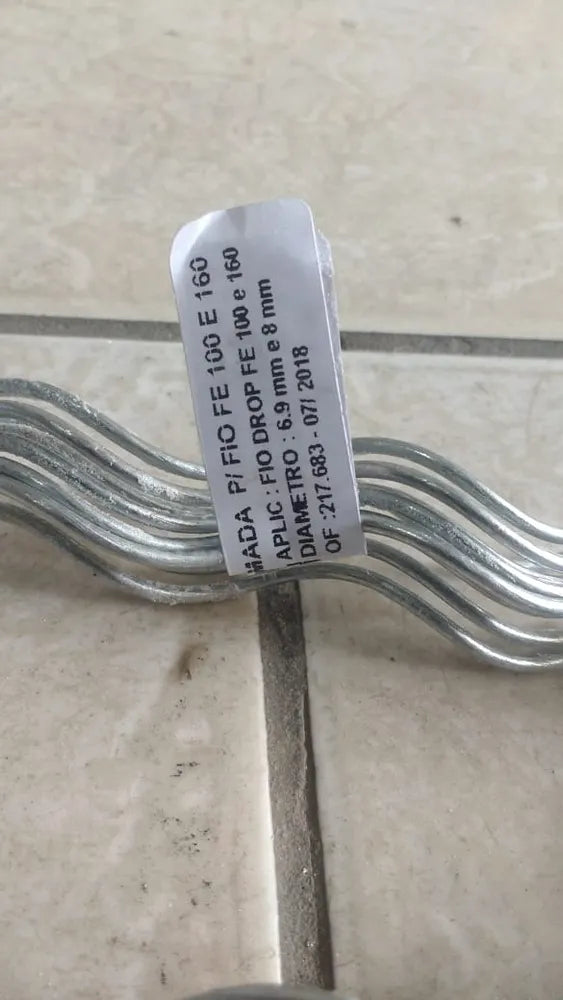 MADA P/ FIO FE 100 E 160
APLIC : FIO DROP FE 100 e 160
DIAMETRO : 6.9 mm e 8 mm
OF :217.683 - 07/ 2018